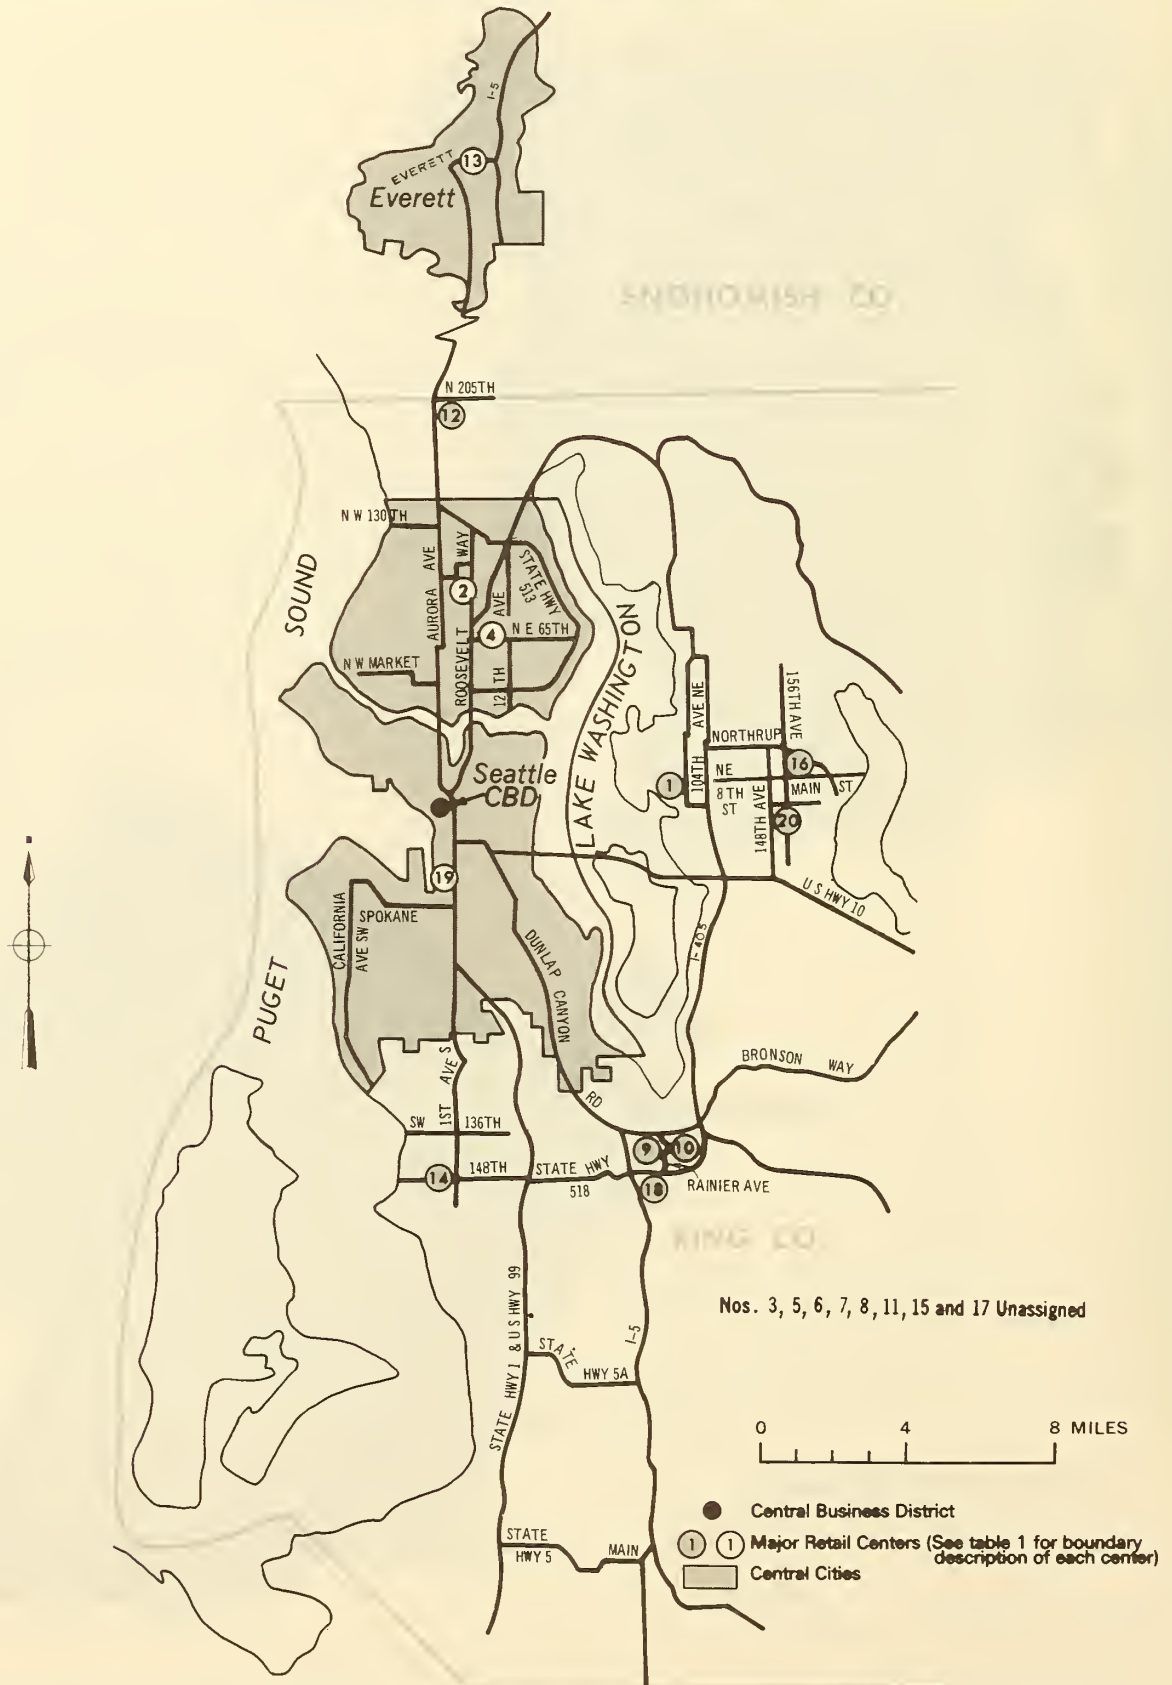 I-5
EVERETT
13
Everett
SNOHOMISH CO.
N 205TH
12
N W 130TH
AURORA AVE
WAY
ROOSEVELT
2
STATE HWY
513
AVE
12TH
4
N E 65TH
N W MARKET
SOUND
PUGET
LAKE WASHINGTON
Seattle
CBD
1
104TH
AVE NE
NORTHRUP
156TH AVE
16
NE
8TH
ST
MAIN
ST
148TH AVE
20
U S HWY 10
19
SPOKANE
CALIFORNIA
AVE SW
DUNLAP CANYON
RD
I-405
BRONSON WAY
1ST AVE S
SW 136TH
14
148TH
STATE HWY
518
9
10
18
RAINIER AVE
KING CO.
Nos. 3, 5, 6, 7, 8, 11, 15 and 17 Unassigned
STATE HWY 1 & U S HWY 99
I-5
STATE
HWY 5A
0 4 8 MILES
Central Business District
1 1 Major Retail Centers (See table 1 for boundary
description of each center)
Central Cities
STATE
HWY 5
MAIN